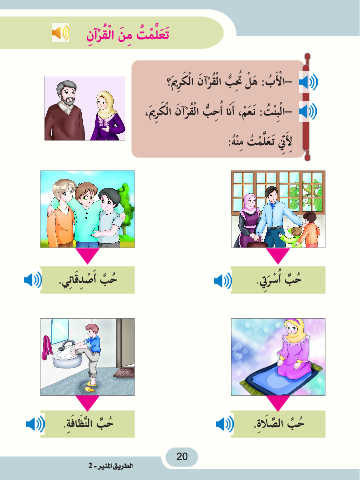 تَعَلَّمْتُ مِنَ الْقُرْآنِ
-الْأَبُ: هَلْ تُحِبُّ الْقُرْآنَ الْكَرِيمَ؟
-الْبِنْتُ: نَعَمْ، أَنَا أُحِبُّ الْقُرْآنَ الْكَرِيمَ،
لِأَنِّي تَعَلَّمْتُ مِنْهُ:
حُبَّ أُسْرَتِي.
حُبَّ أَصْدِقَائِي.
حُبَّ الصَّلَاةِ.
حُبَّ النَّظَافَةِ.
20
الطريق المنير - 2